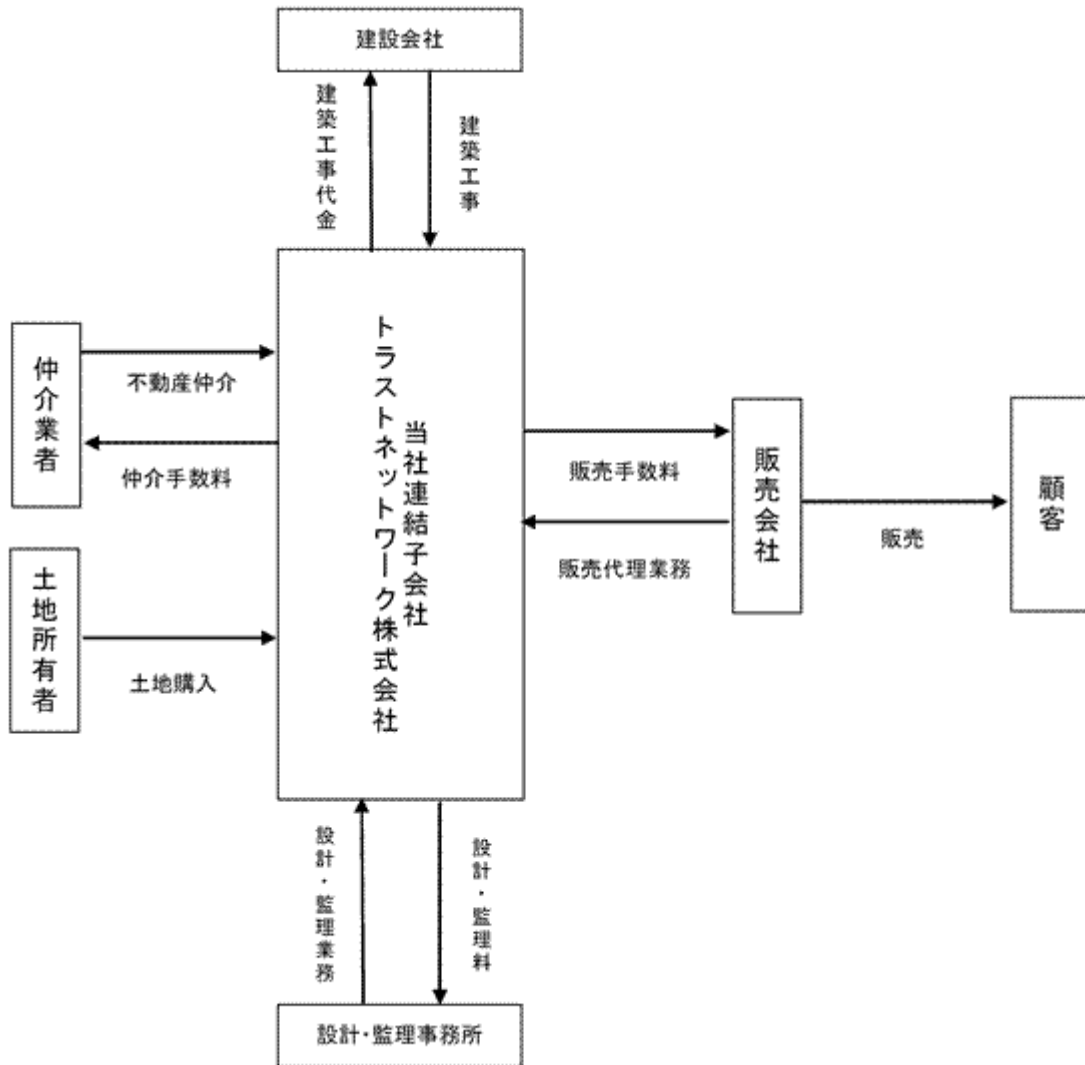 建設会社
建築工事代金
建築工事
当社連結子会社
トラストネットワーク株式会社
仲介業者
不動産仲介
仲介手数料
土地所有者
土地購入
販売手数料
販売代理業務
販売会社
販売
顧客
設計・監理業務
設計・監理料
設計・監理事務所